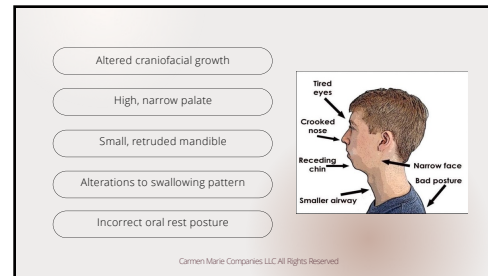 Altered craniofacial growth
High, narrow palate
Small, retruded mandible
Alterations to swallowing pattern
Incorrect oral rest posture
Tired
eyes
Crooked
nose
Receding
chin
Smaller airway
Narrow face
Bad posture
Carmen Marie Companies LLC All Rights Reserved